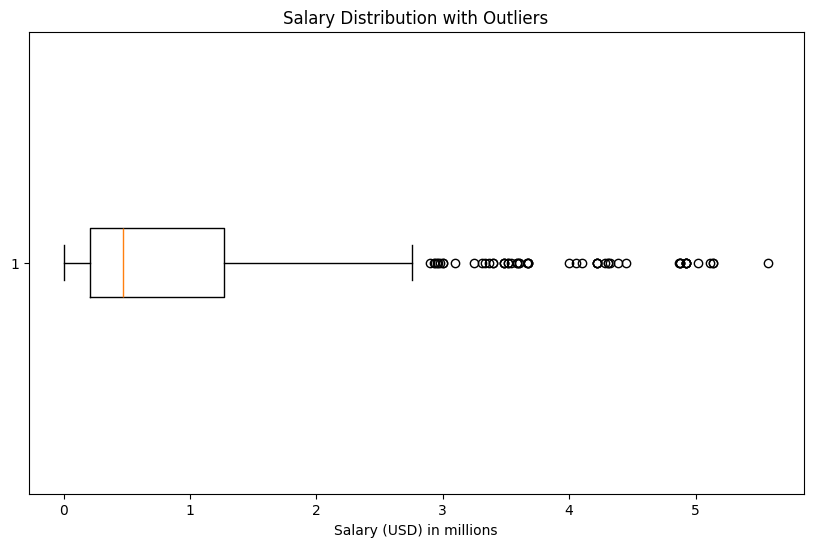 Salary Distribution with Outliers
1
0 1 2 3 4 5
Salary (USD) in millions